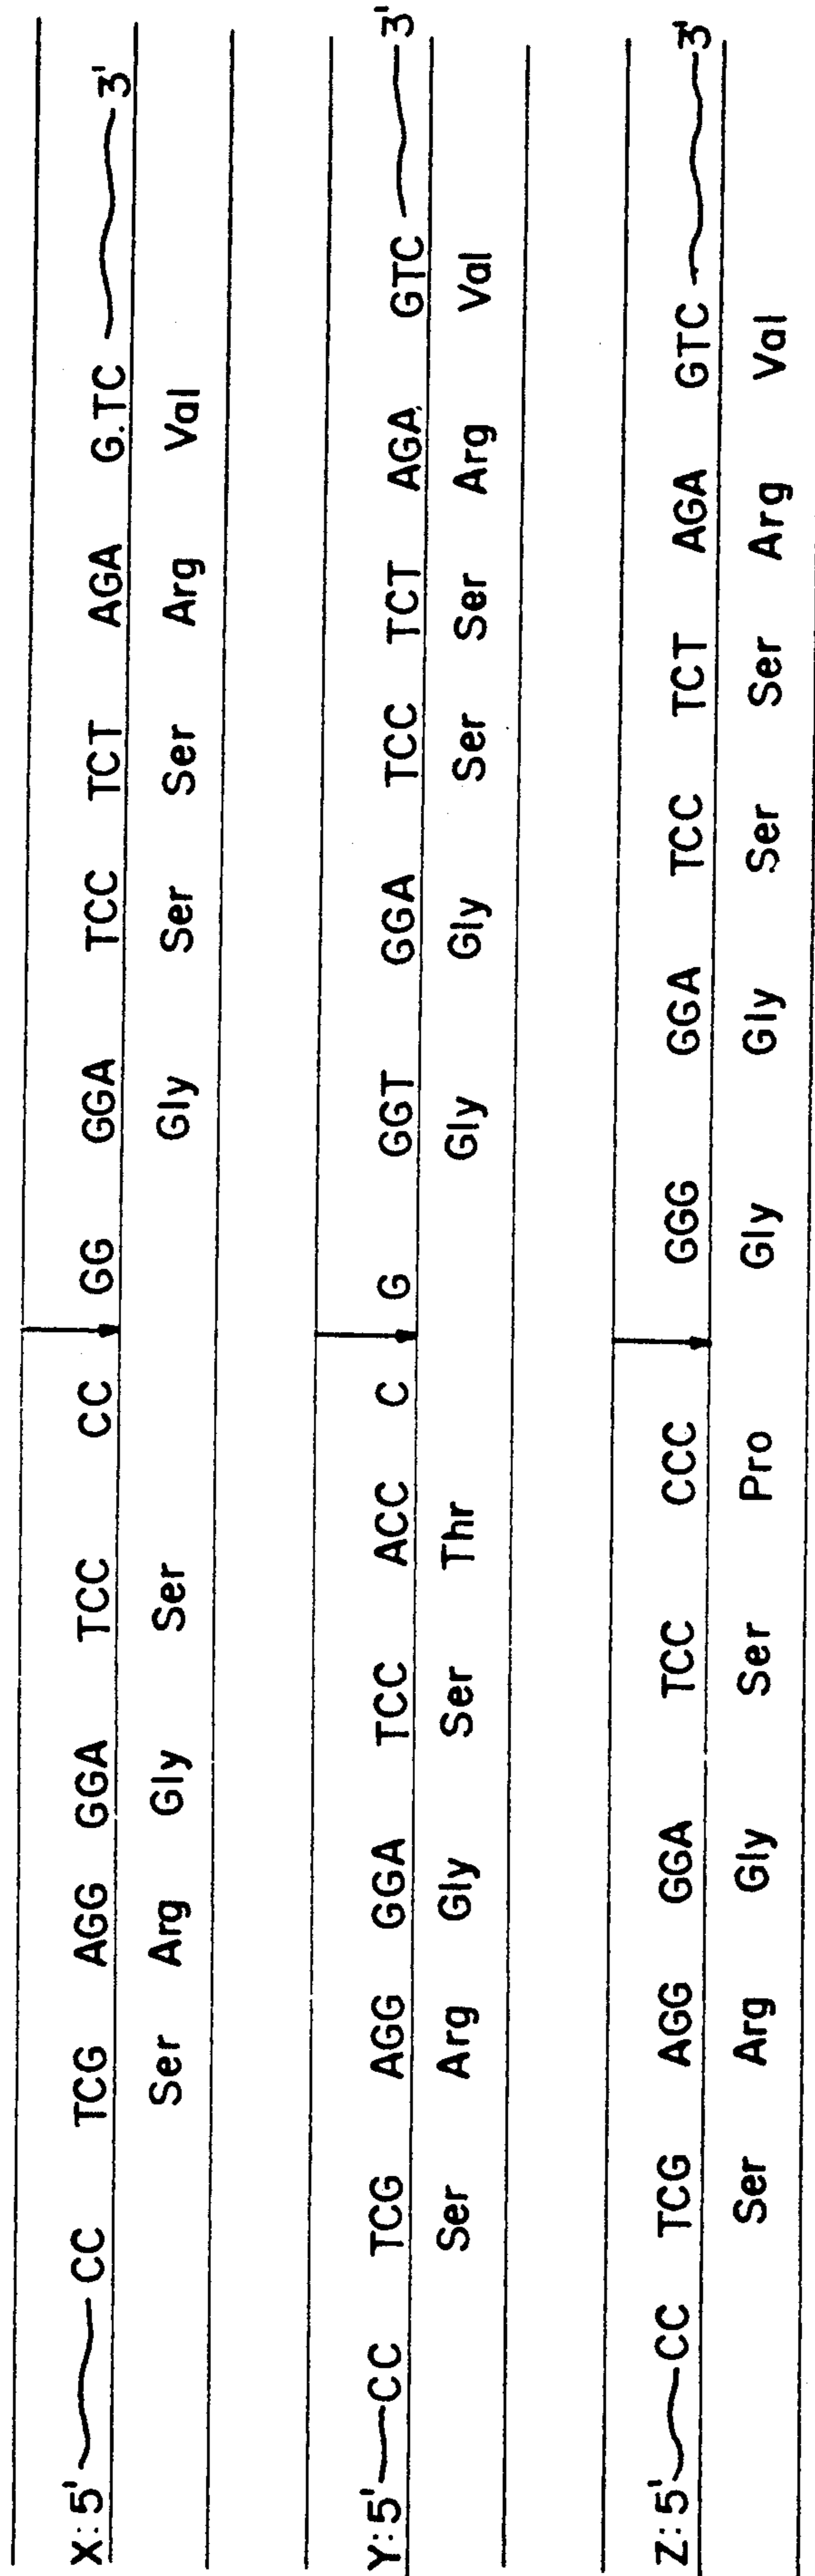 X: 5' CC TCG AGG GGA TCC CC GG GGA TCC TCT AGA G.TC 3'
Ser Arg Gly Ser Gly Ser Ser Arg Val
Y: 5' CC TCG AGG GGA TCC ACC C G GGT GGA TCC TCT AGA GTC 3'
Ser Arg Gly Ser Thr Gly Gly Ser Ser Arg Val
Z: 5' CC TCG AGG GGA TCC CCC GGG GGA TCC TCT AGA GTC 3'
Ser Arg Gly Ser Pro Gly Gly Ser Ser Arg Val